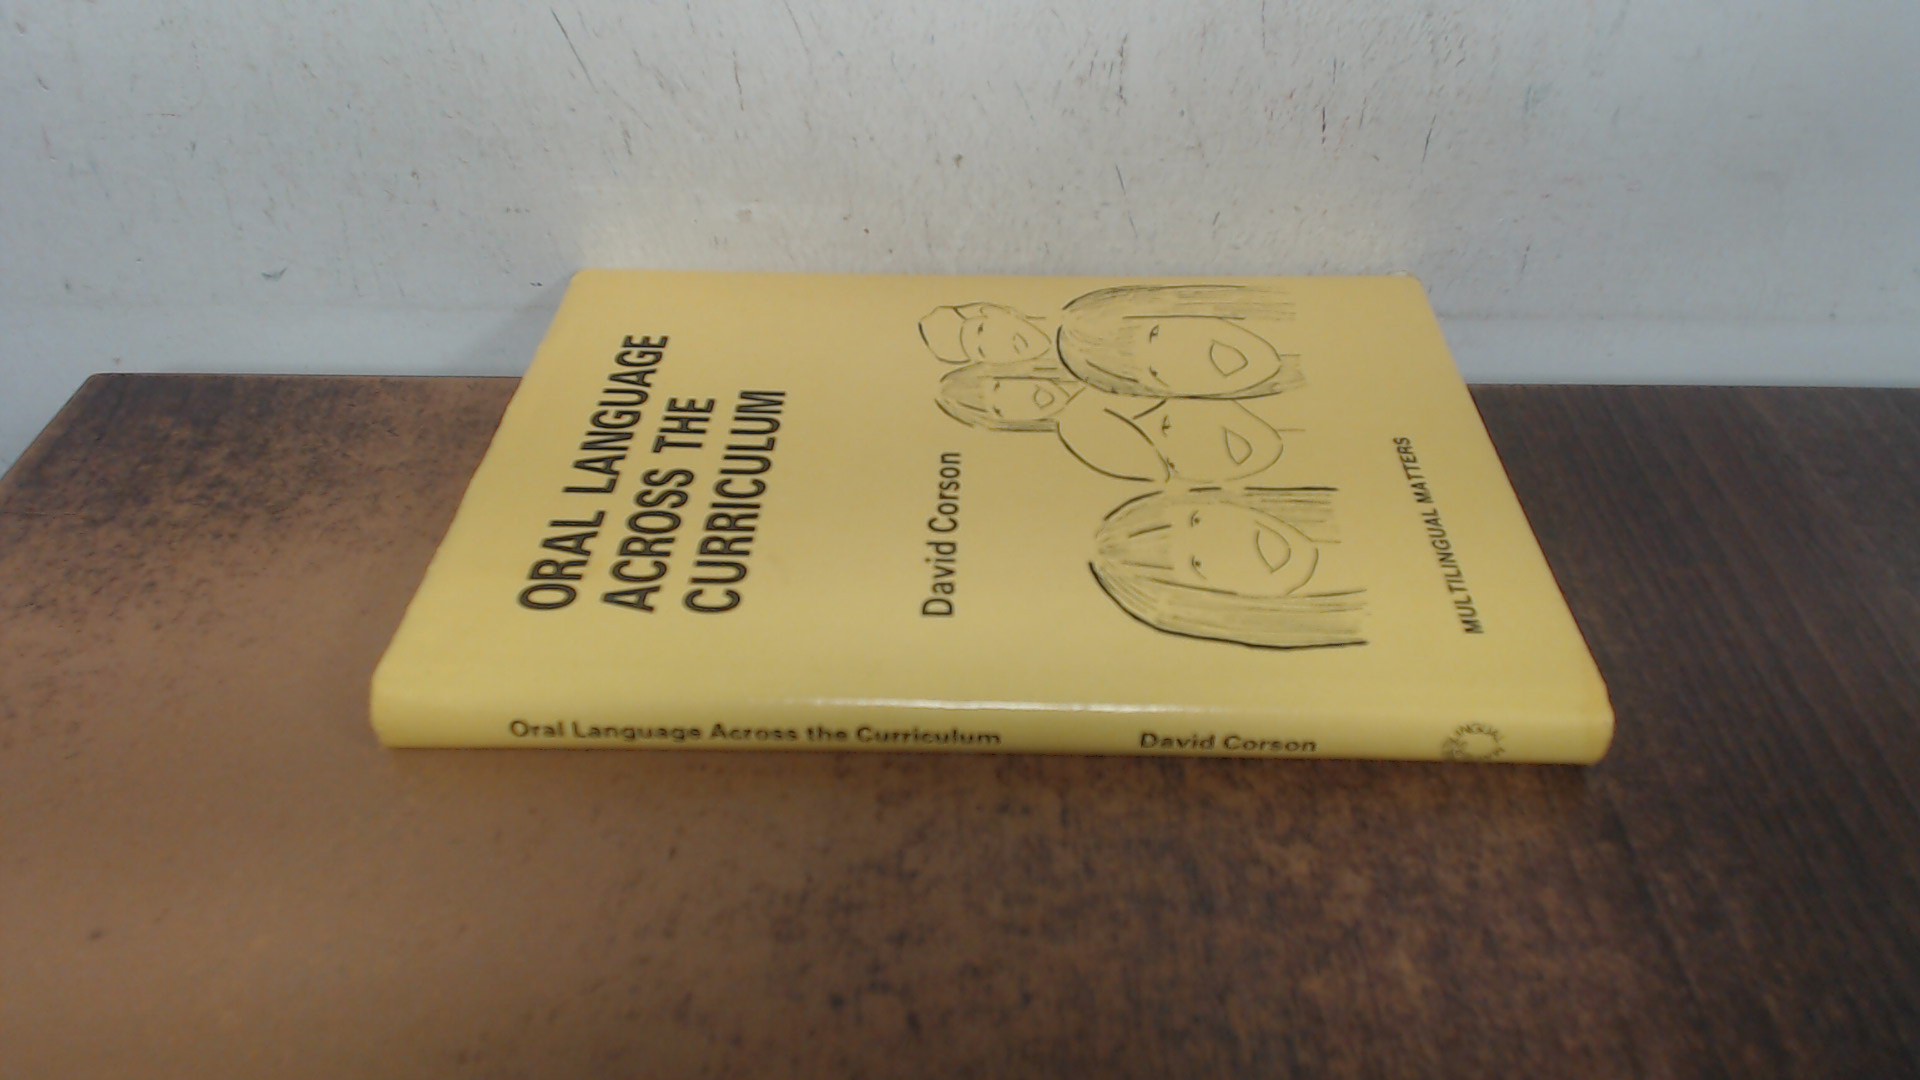 ORAL LANGUAGE
ACROSS THE
CURRICULUM
David Corson
MULTILINGUAL MATTERS
Oral Language Across the Curriculum
David Corson